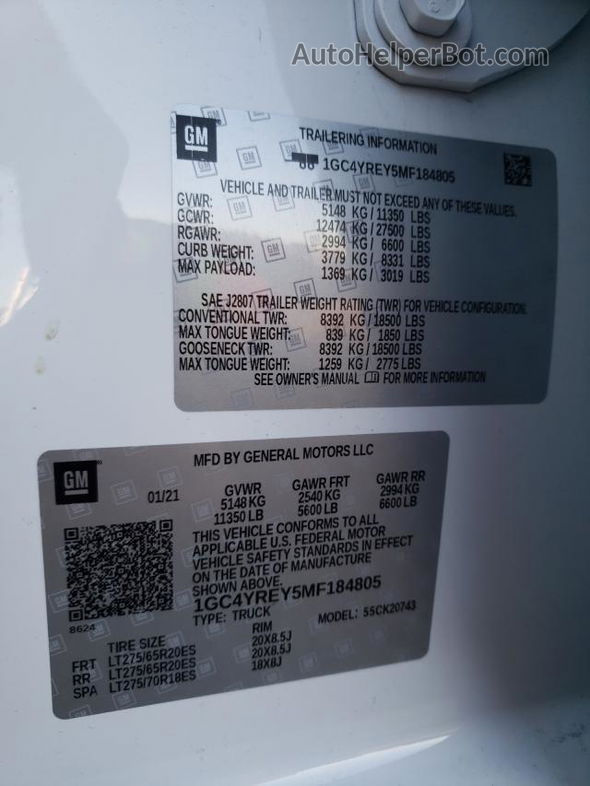 AutoHelperBot.com
GM
TRAILERING INFORMATION
1GC4YREY5MF184805
VEHICLE AND TRAILER MUST NOT EXCEED ANY OF THESE VALUES.
GVWR: 5148 KG / 11350 LBS
GCWR: 12474 KG / 27500 LBS
RGAWR: 2994 KG / 6600 LBS
CURB WEIGHT: 3779 KG / 8331 LBS
MAX PAYLOAD: 1369 KG / 3019 LBS
SAE J2807 TRAILER WEIGHT RATING (TWR) FOR VEHICLE CONFIGURATION.
CONVENTIONAL TWR: 8392 KG / 18500 LBS
MAX TONGUE WEIGHT: 839 KG / 1850 LBS
GOOSENECK TWR: 8392 KG / 18500 LBS
MAX TONGUE WEIGHT: 1259 KG / 2775 LBS
SEE OWNER'S MANUAL FOR MORE INFORMATION
MFD BY GENERAL MOTORS LLC
GM
01/21
GVWR GAWR FRT GAWR RR
5148 KG 2540 KG 2994 KG
11350 LB 5600 LB 6600 LB
THIS VEHICLE CONFORMS TO ALL
APPLICABLE U.S. FEDERAL MOTOR
VEHICLE SAFETY STANDARDS IN EFFECT
ON THE DATE OF MANUFACTURE
SHOWN ABOVE.
1GC4YREY5MF184805
8624
TYPE: TRUCK MODEL: 55CK20743
TIRE SIZE RIM
FRT LT275/65R20ES 20X8.5J
RR LT275/65R20ES 20X8.5J
SPA LT275/70R18ES 18X8J